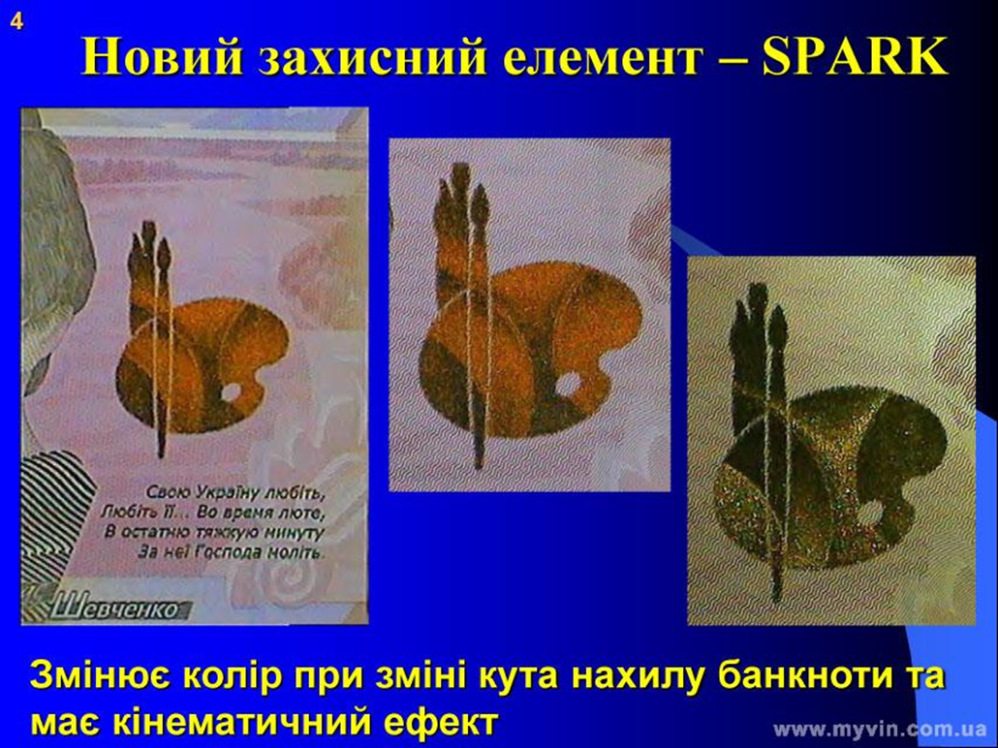 4
Новий захисний елемент – SPARK
Свою Україну любіть,
Любіть її... Во время люте,
В остатню тяжкую минуту
За неї Господа моліть.
Шевченко
Змінює колір при зміні кута нахилу банкноти та
має кінематичний ефект
www.myvin.com.ua